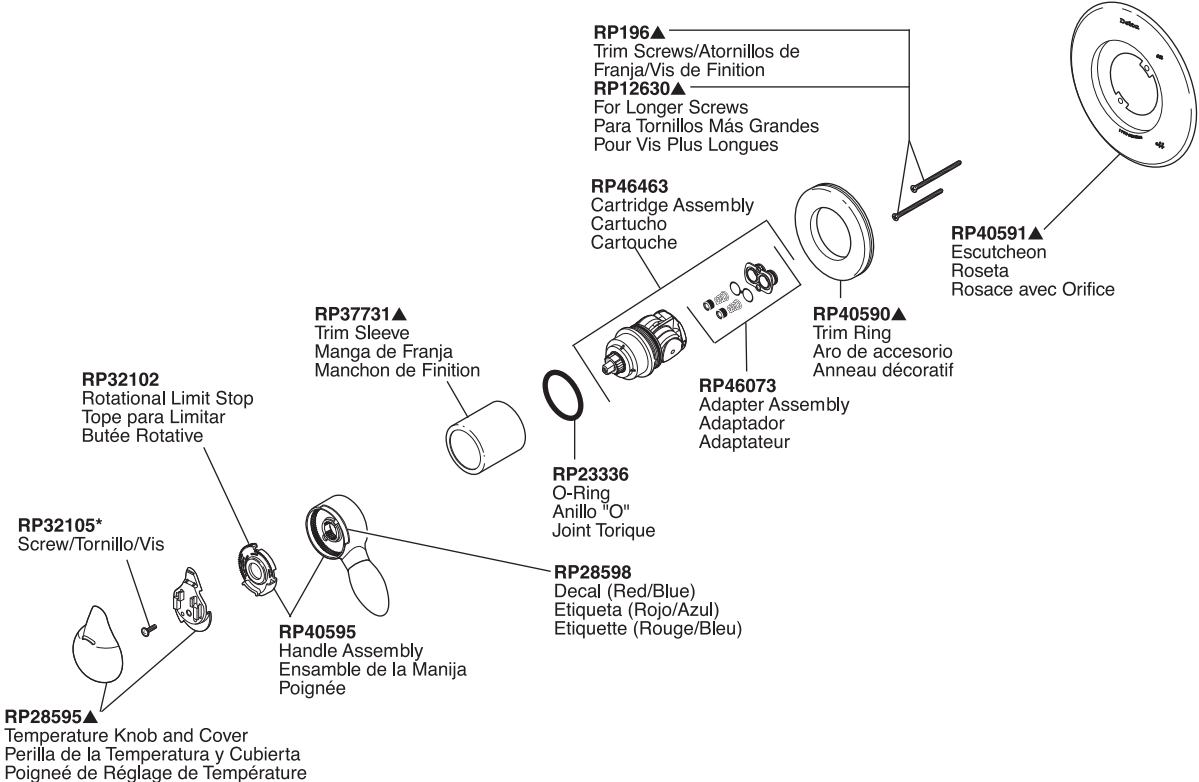 RP196▲
Trim Screws/Atornillos de
Franja/Vis de Finition
RP12630▲
For Longer Screws
Para Tornillos Más Grandes
Pour Vis Plus Longues
Delta
RP46463
Cartridge Assembly
Cartucho
Cartouche
RP40591▲
Escutcheon
Roseta
Rosace avec Orifice
RP37731▲
Trim Sleeve
Manga de Franja
Manchon de Finition
RP40590▲
Trim Ring
Aro de accesorio
Anneau décoratif
RP46073
Adapter Assembly
Adaptador
Adaptateur
RP32102
Rotational Limit Stop
Tope para Limitar
Butée Rotative
RP23336
O-Ring
Anillo "O"
Joint Torique
RP32105*
Screw/Tornillo/Vis
RP28598
Decal (Red/Blue)
Etiqueta (Rojo/Azul)
Etiquette (Rouge/Bleu)
RP40595
Handle Assembly
Ensamble de la Manija
Poignée
RP28595▲
Temperature Knob and Cover
Perilla de la Temperatura y Cubierta
Poigneé de Réglage de Température